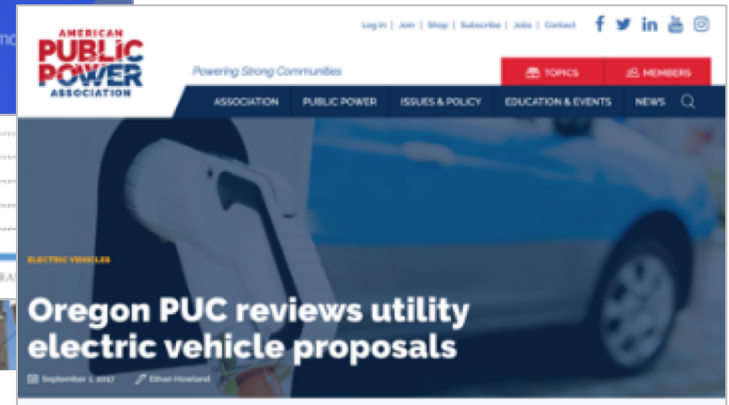 mo
AMERICAN
PUBLIC
POWER
ASSOCIATION
Log In | Join | Shop | Subscribe | Jobs | Contact
Powering Strong Communities
TOPICS
MEMBERS
ASSOCIATION
PUBLIC POWER
ISSUES & POLICY
EDUCATION & EVENTS
NEWS
RA
ELECTRIC VEHICLES
Oregon PUC reviews utility
electric vehicle proposals
September 1, 2017
Ethan Howland